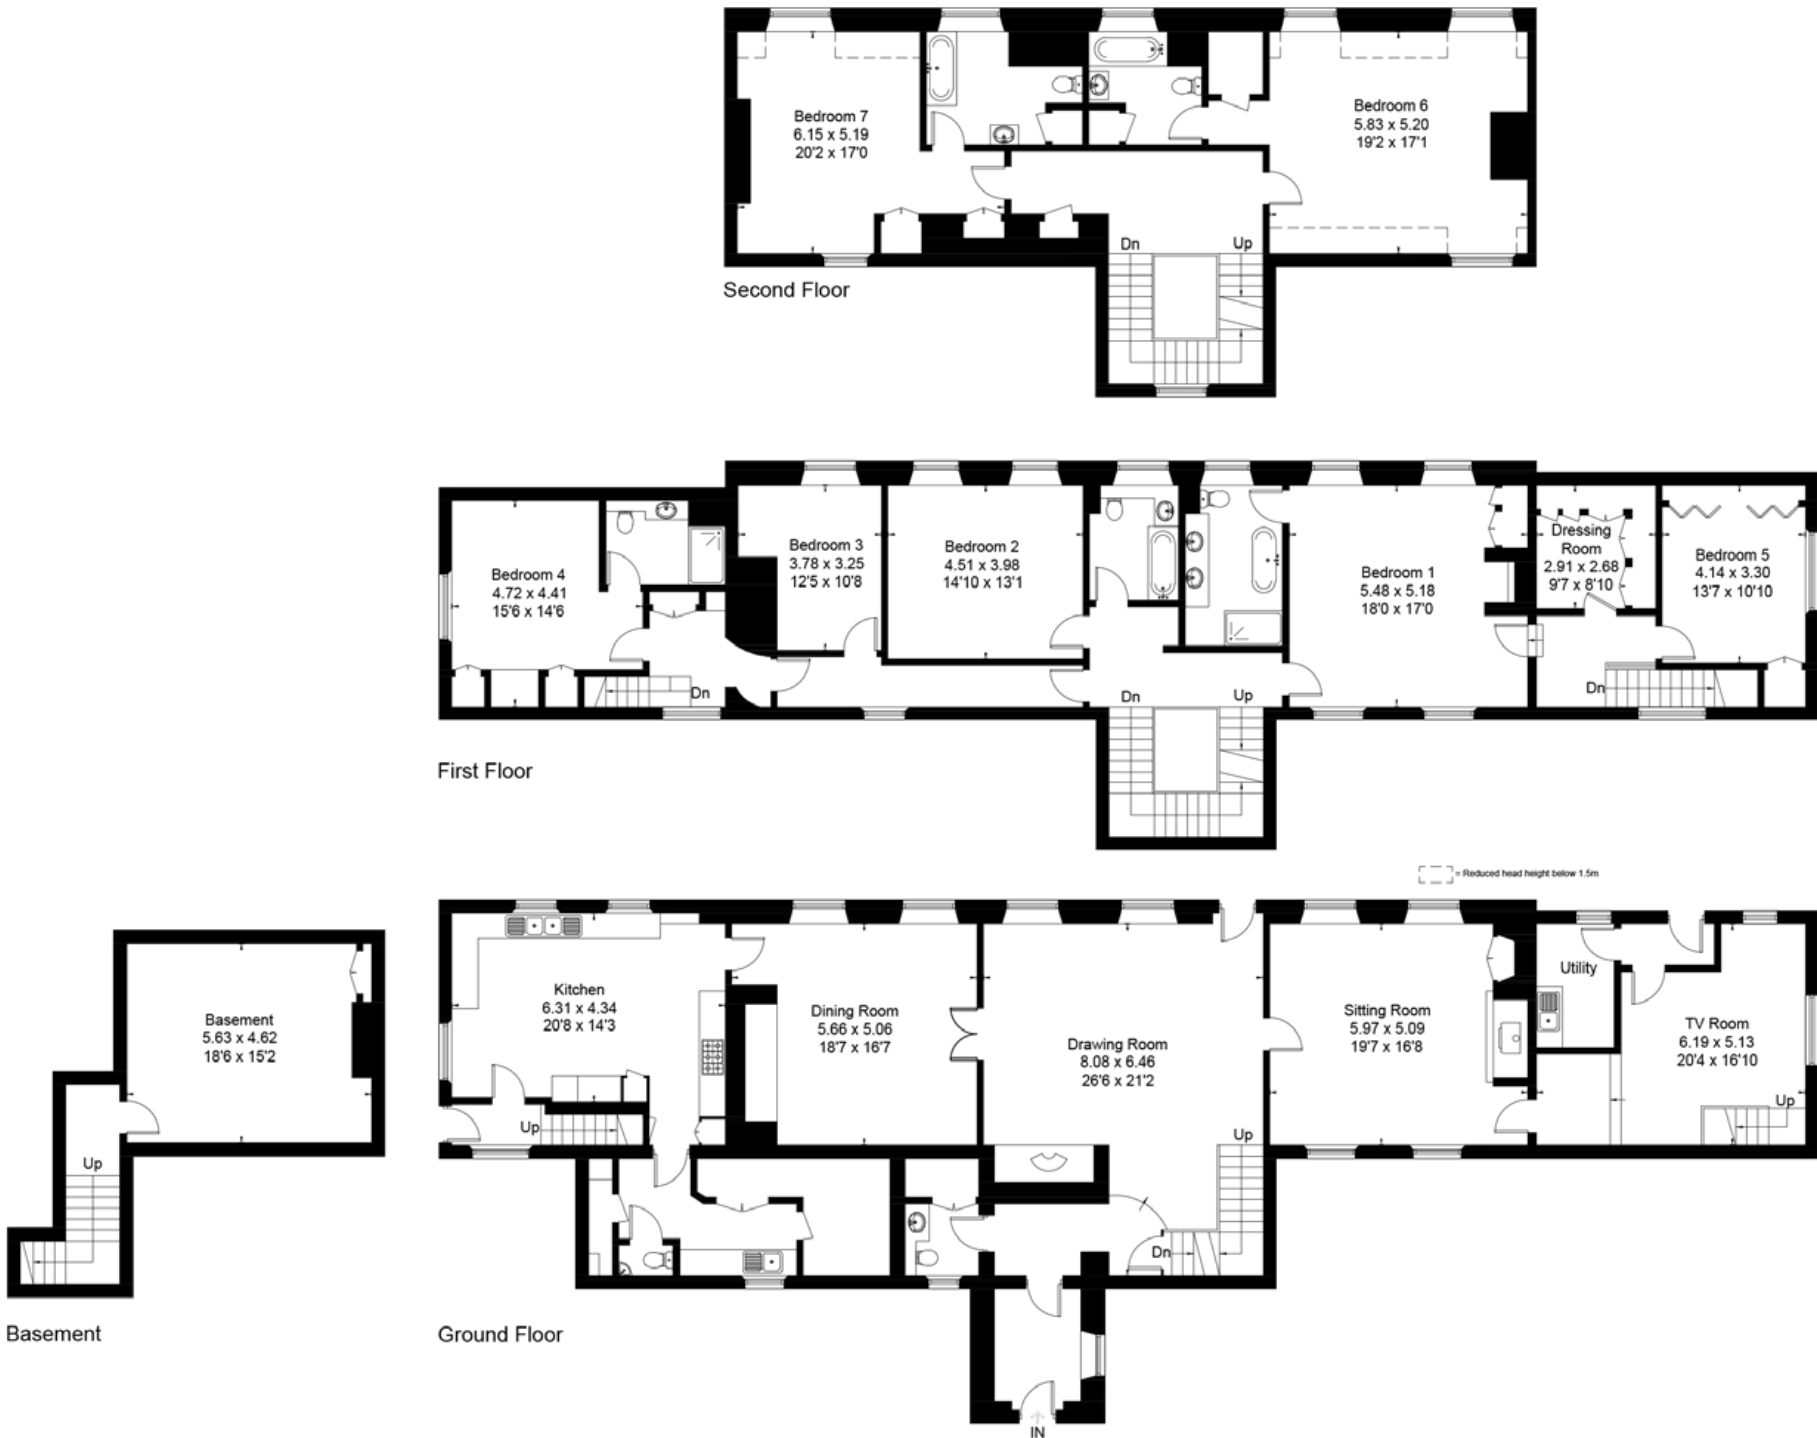 Bedroom 7
6.15 x 5.19
20'2 x 17'0
Bedroom 6
5.83 x 5.20
19'2 x 17'1
Dn
Up
Second Floor
Bedroom 4
4.72 x 4.41
15'6 x 14'6
Bedroom 3
3.78 x 3.25
12'5 x 10'8
Bedroom 2
4.51 x 3.98
14'10 x 13'1
Bedroom 1
5.48 x 5.18
18'0 x 17'0
Dressing
Room
2.91 x 2.68
9'7 x 8'10
Bedroom 5
4.14 x 3.30
13'7 x 10'10
Dn
Dn
Up
Dn
First Floor
= Reduced head height below 1.5m
Basement
5.63 x 4.62
18'6 x 15'2
Up
Basement
Kitchen
6.31 x 4.34
20'8 x 14'3
Dining Room
5.66 x 5.06
18'7 x 16'7
Drawing Room
8.08 x 6.46
26'6 x 21'2
Sitting Room
5.97 x 5.09
19'7 x 16'8
Utility
TV Room
6.19 x 5.13
20'4 x 16'10
Up
Up
Up
Dn
IN
Ground Floor